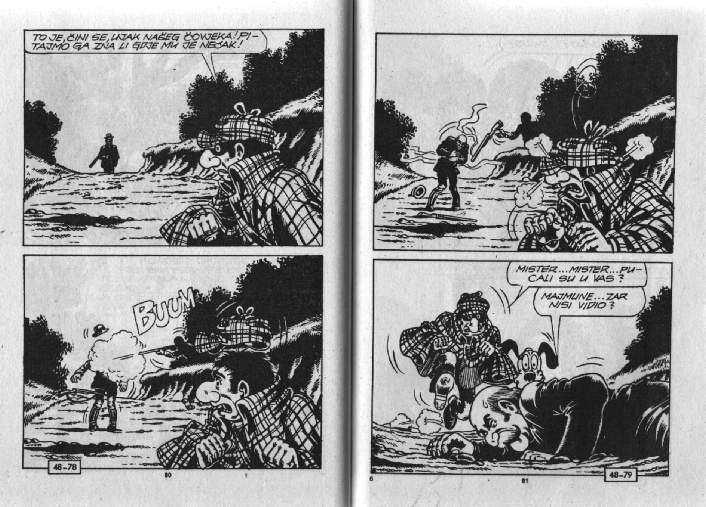 TO JE, ČINI SE, UJAK NAŠEG ČOVJEKA! PI-
TAJMO GA ZNA LI GDJE MU JE NEĆAK!
BUUM
48-78
80
MISTER...MISTER...PU-
CALI SU U VAS?
MAJMUNE...ZAR
NISI VIDIO?
6
81
48-79